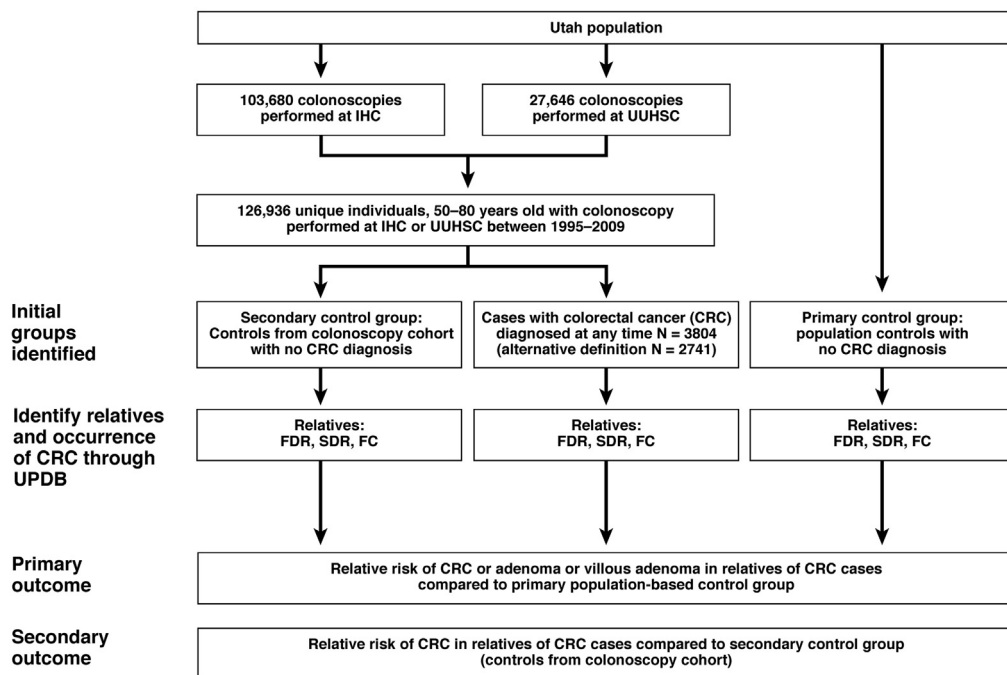 Utah population
103,680 colonoscopies
performed at IHC
27,646 colonoscopies
performed at UUHSC
126,936 unique individuals, 50–80 years old with colonoscopy
performed at IHC or UUHSC between 1995–2009
Initial
groups
identified
Secondary control group:
Controls from colonoscopy cohort
with no CRC diagnosis
Cases with colorectal cancer (CRC)
diagnosed at any time N = 3804
(alternative definition N = 2741)
Primary control group:
population controls with
no CRC diagnosis
Identify relatives
and occurrence
of CRC through
UPDB
Relatives:
FDR, SDR, FC
Relatives:
FDR, SDR, FC
Relatives:
FDR, SDR, FC
Primary
outcome
Relative risk of CRC or adenoma or villous adenoma in relatives of CRC cases
compared to primary population-based control group
Secondary
outcome
Relative risk of CRC in relatives of CRC cases compared to secondary control group
(controls from colonoscopy cohort)